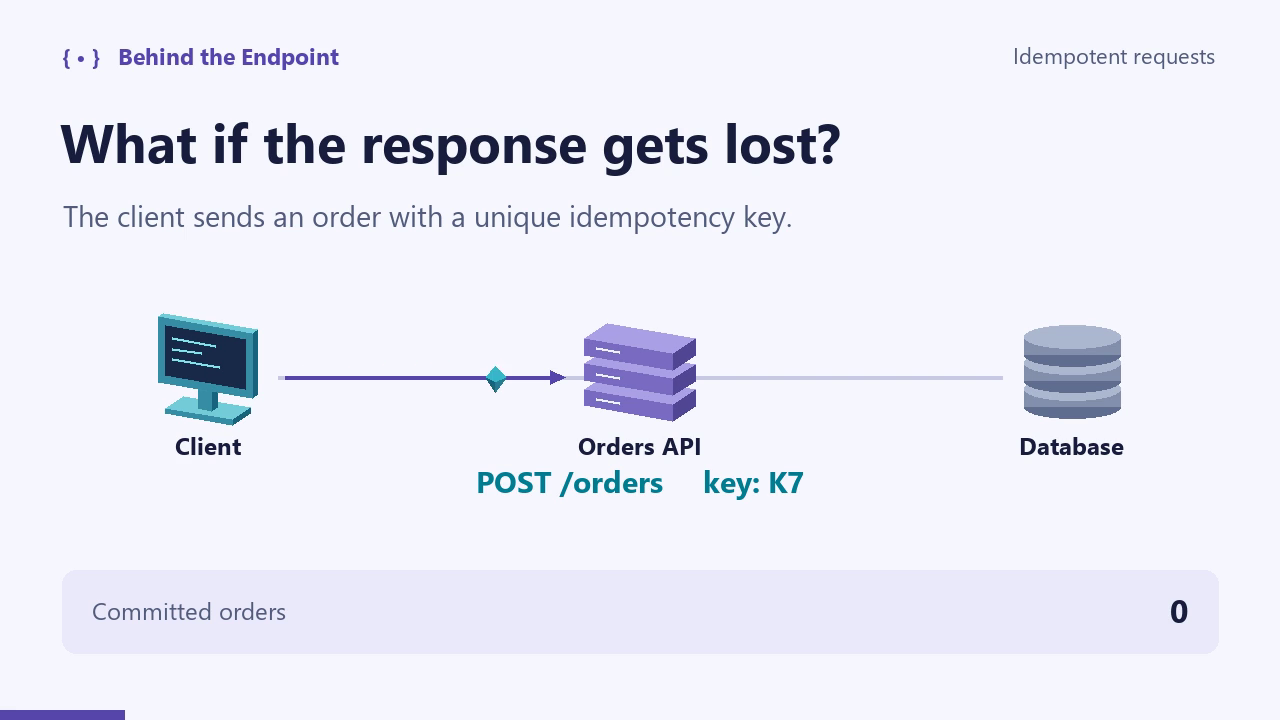 { • } Behind the Endpoint
Idempotent requests
What if the response gets lost?
The client sends an order with a unique idempotency key.
Client
Orders API
Database
POST /orders key: K7
Committed orders
0